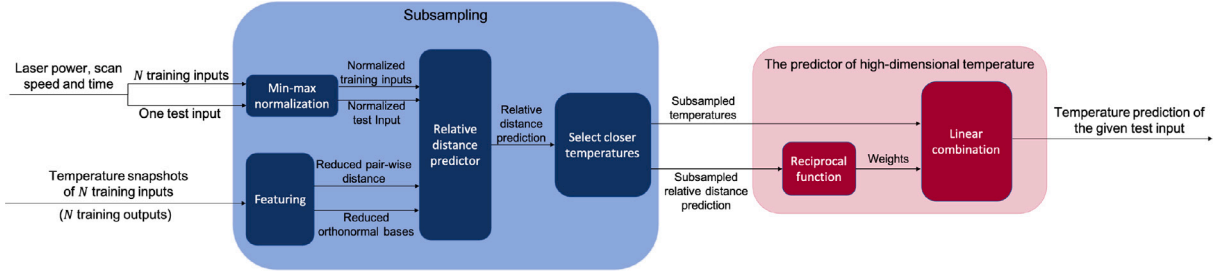 Subsampling
Laser power, scan
speed and time
N training inputs
One test input
Min-max
normalization
Normalized
training inputs
Normalized
test Input
Temperature snapshots
of N training inputs
(N training outputs)
Featuring
Reduced pair-wise
distance
Reduced
orthonormal bases
Relative
distance
predictor
Relative
distance
prediction
Select closer
temperatures
Subsampled
temperatures
Subsampled
relative distance
prediction
The predictor of high-dimensional temperature
Reciprocal
function
Weights
Linear
combination
Temperature prediction of
the given test input